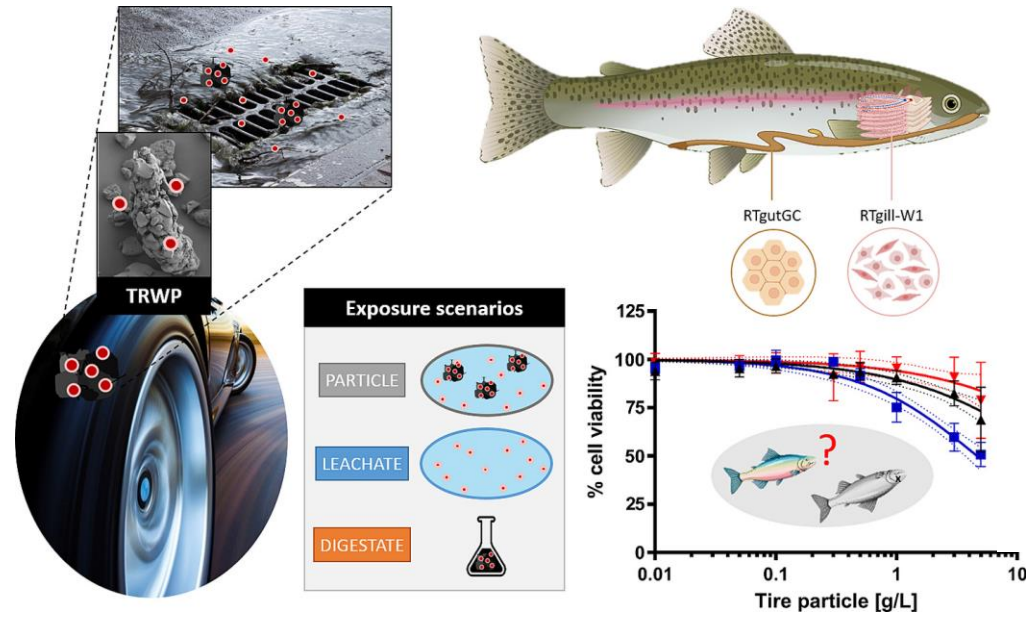 TRWP
Exposure scenarios
PARTICLE
LEACHATE
DIGESTATE
RTgutGC
RTgill-W1
% cell viability
125
100
75
50
25
0
?
x
0.01
0.1
1
10
Tire particle [g/L]